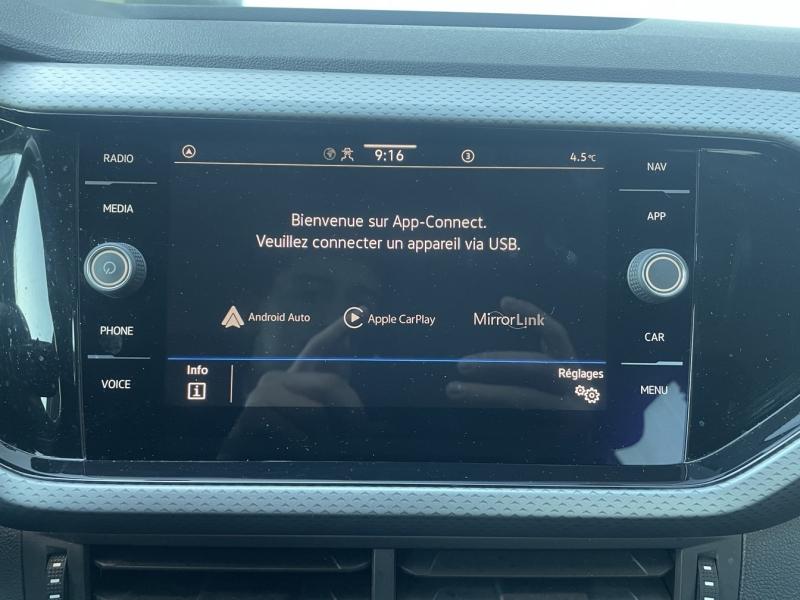 RADIO
MEDIA
PHONE
VOICE
9:16
3
4.5°C
Bienvenue sur App-Connect.
Veuillez connecter un appareil via USB.
Android Auto
Apple CarPlay
MirrorLink
Info
i
Réglages
NAV
APP
CAR
MENU